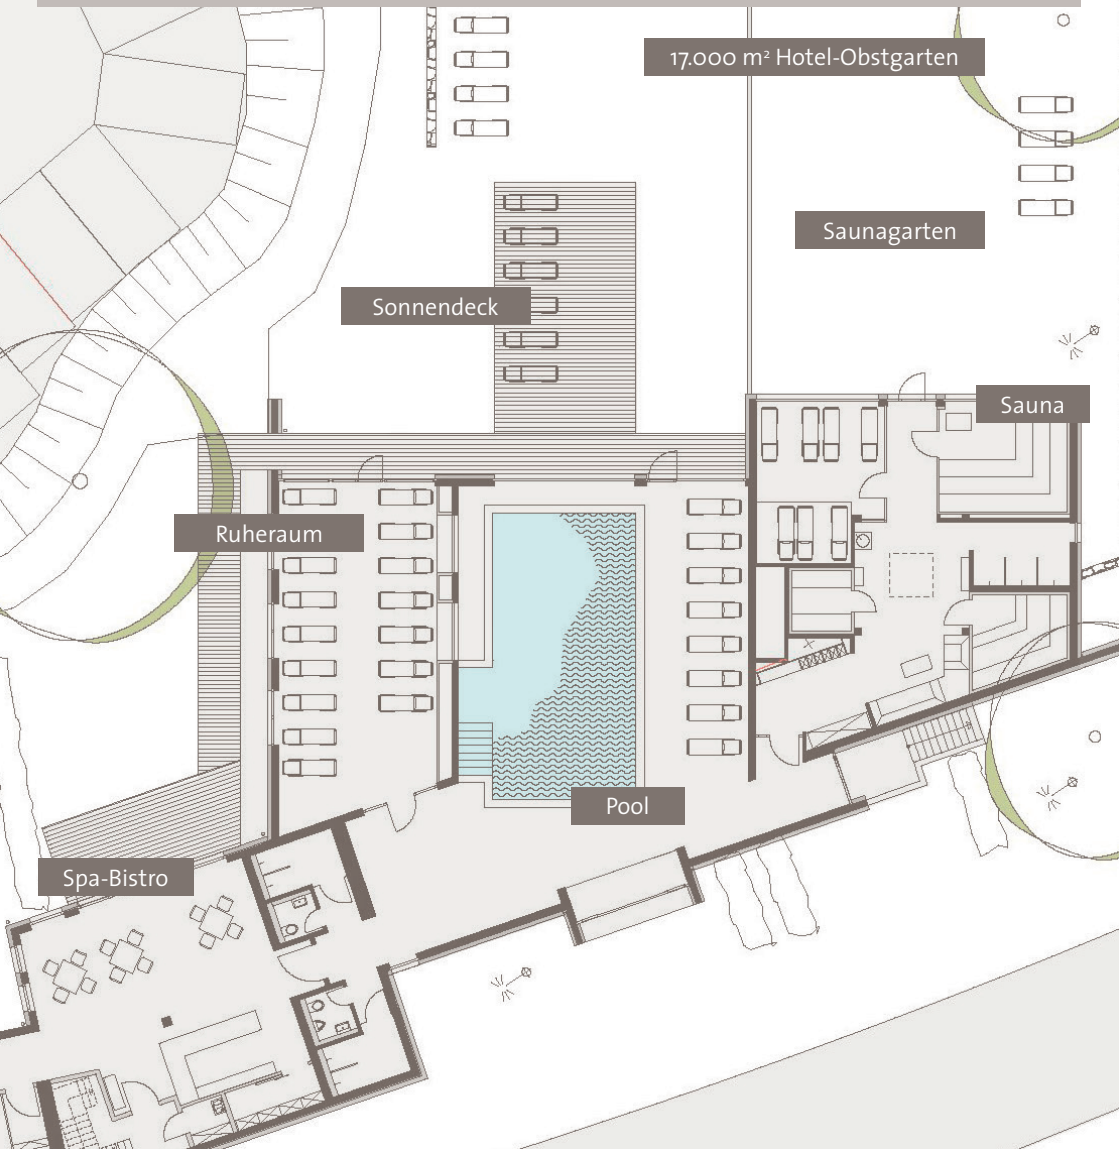 17.000 m² Hotel-Obstgarten
Saunagarten
Sonnendeck
Sauna
Ruheraum
Pool
Spa-Bistro